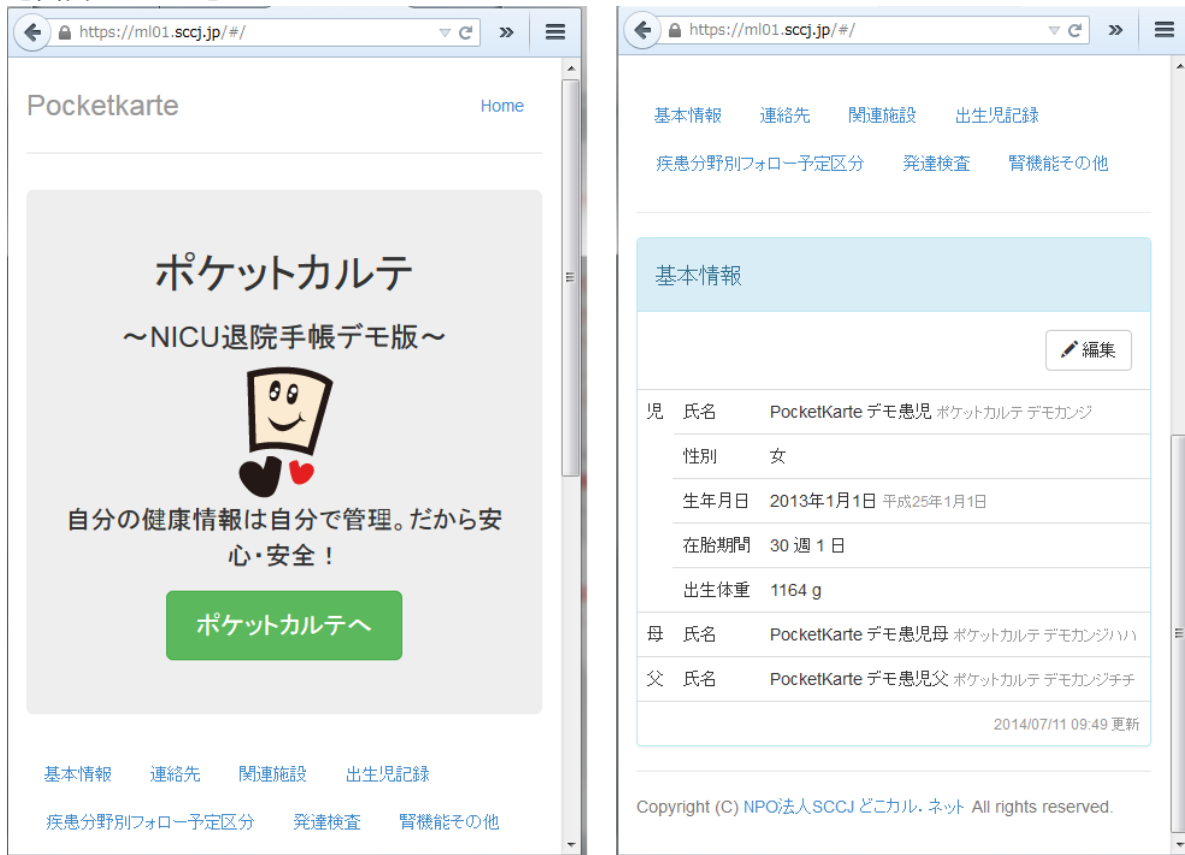 https://ml01.sccj.jp/#/
Pocketkarte
Home
ポケットカルテ
～NICU退院手帳デモ版～
自分の健康情報は自分で管理。だから安
心・安全！
ポケットカルテへ
基本情報 連絡先 関連施設 出生児記録
疾患分野別フォロー予定区分 発達検査 腎機能その他
https://ml01.sccj.jp/#/
基本情報 連絡先 関連施設 出生児記録
疾患分野別フォロー予定区分 発達検査 腎機能その他
基本情報
編集
児 氏名 PocketKarte デモ患児 ポケットカルテ デモカンジ
性別 女
生年月日 2013年1月1日 平成25年1月1日
在胎期間 30 週 1 日
出生体重 1164 g
母 氏名 PocketKarte デモ患児母 ポケットカルテ デモカンジハハ
父 氏名 PocketKarte デモ患児父 ポケットカルテ デモカンジチチ
2014/07/11 09:49 更新
Copyright (C) NPO法人SCCJ どこカル．ネット All rights reserved.